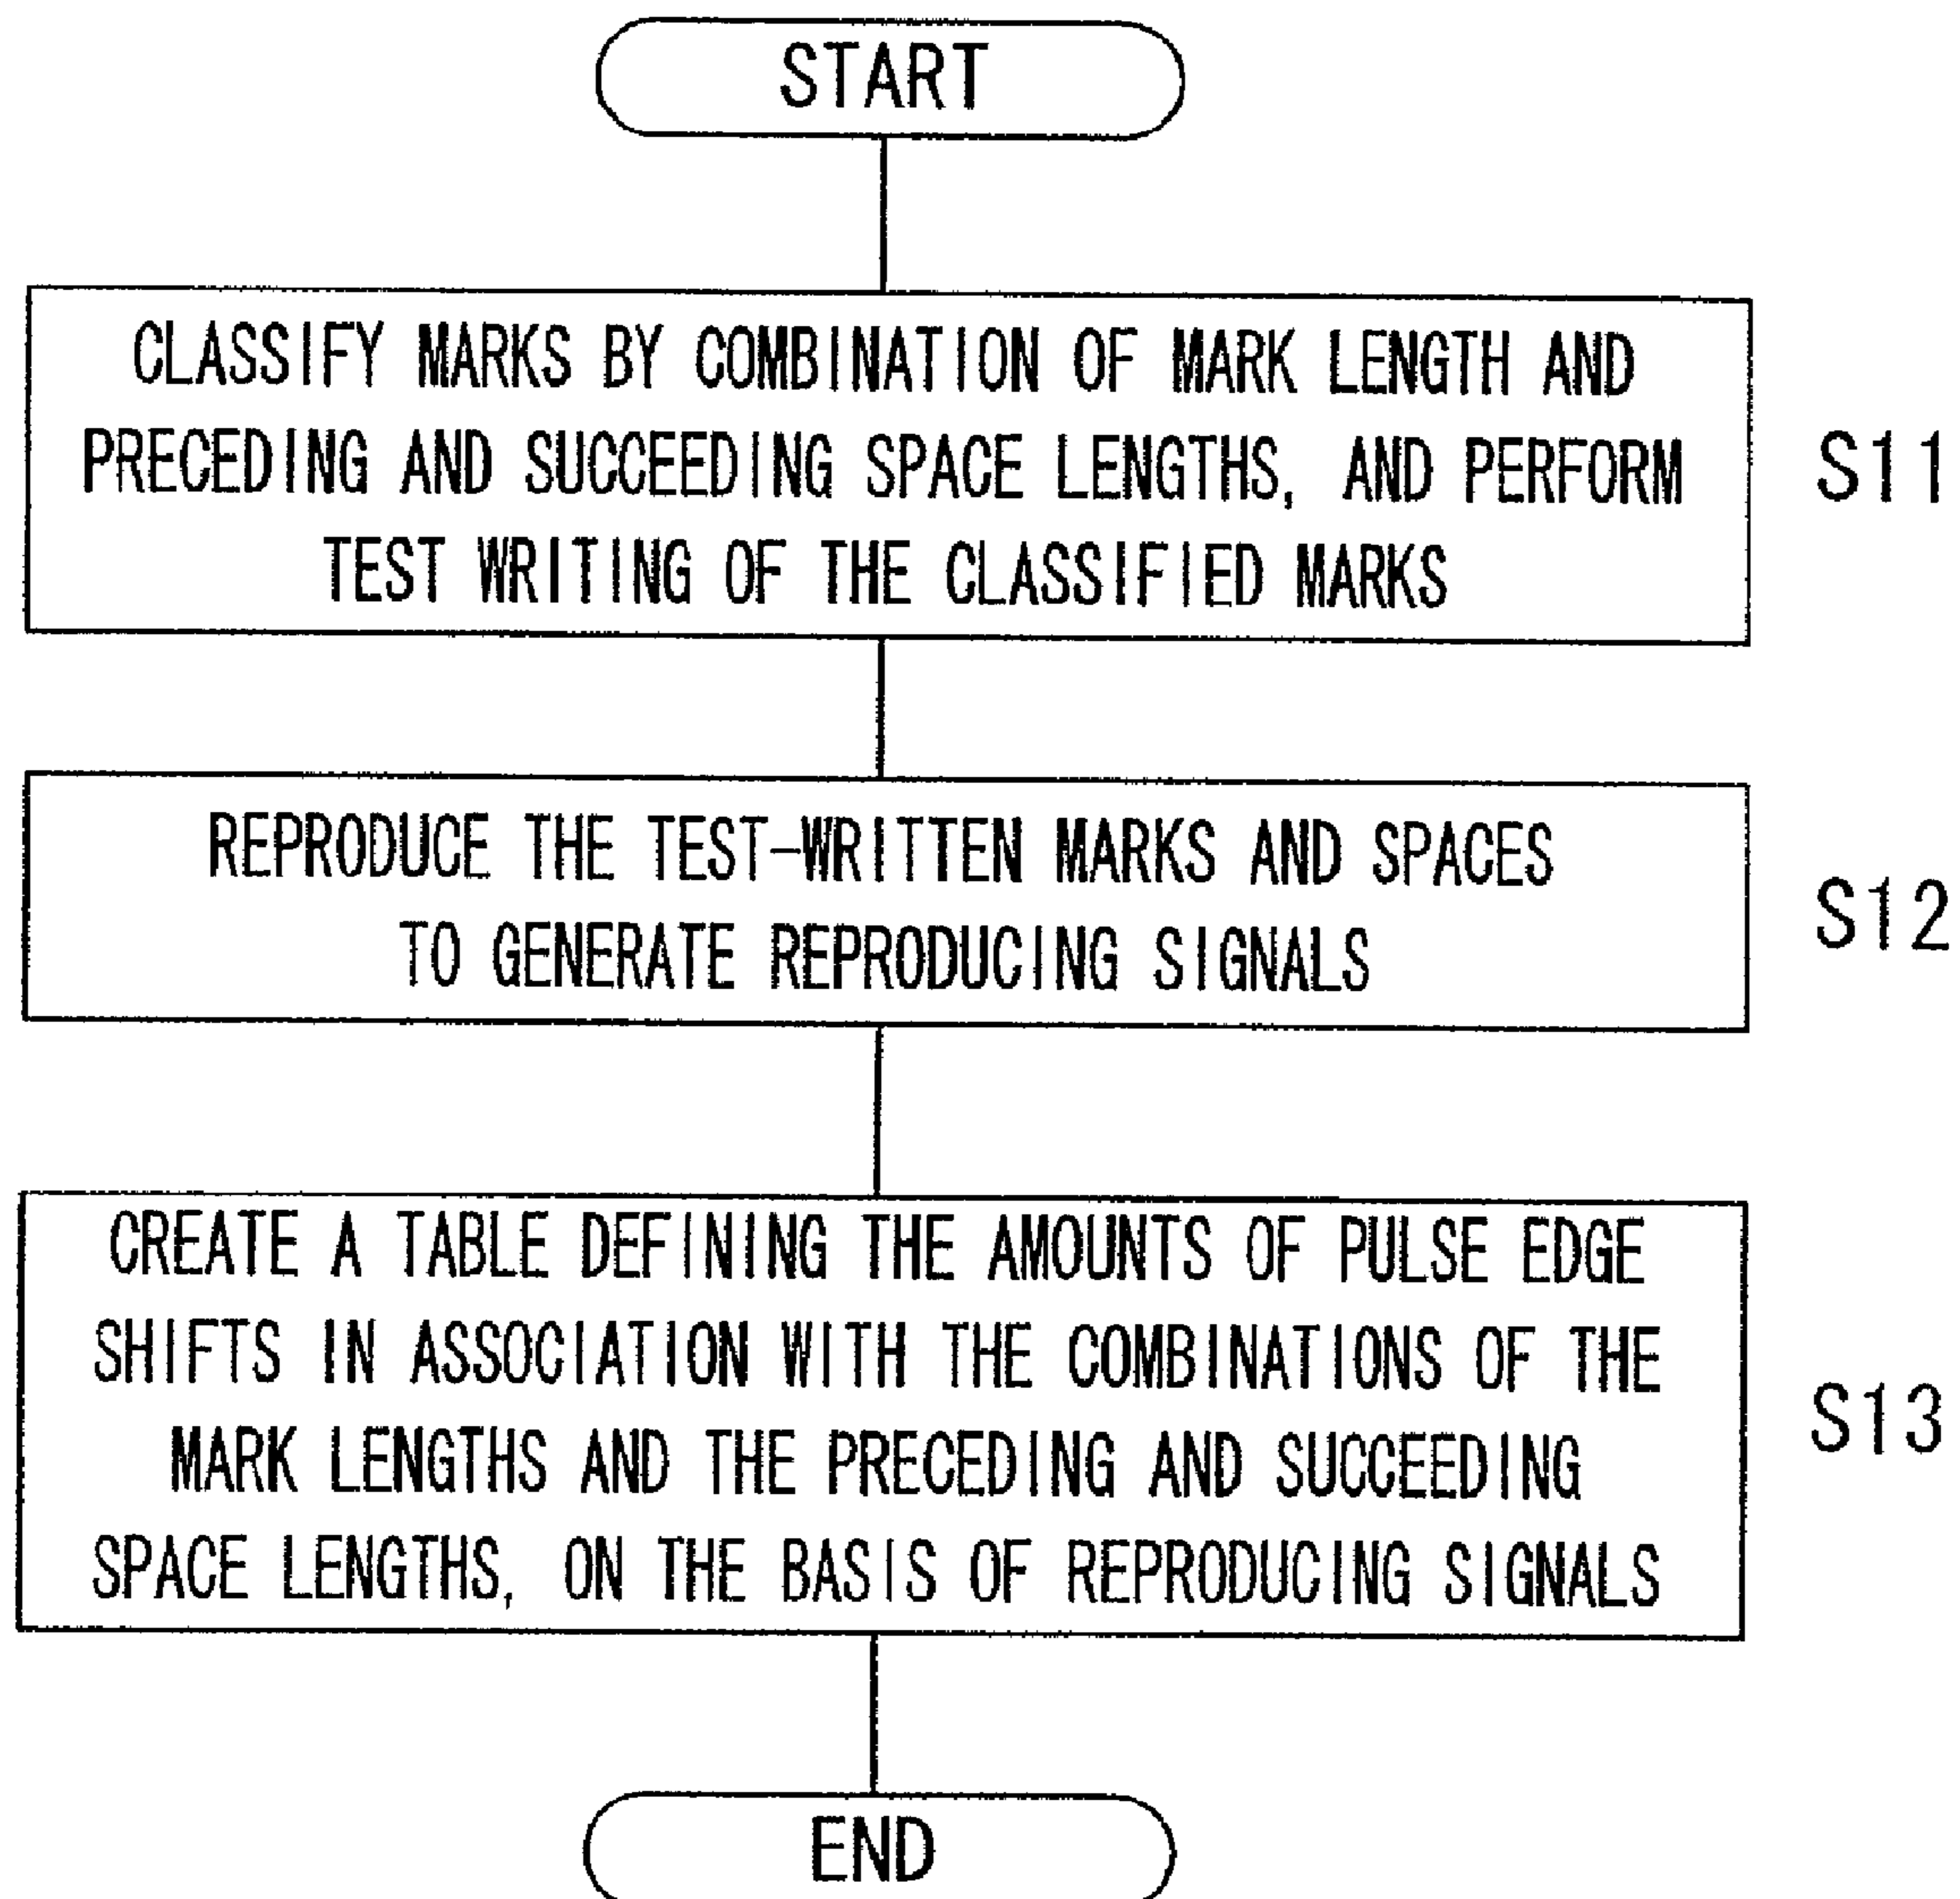 START
CLASSIFY MARKS BY COMBINATION OF MARK LENGTH AND
PRECEDING AND SUCCEEDING SPACE LENGTHS, AND PERFORM
TEST WRITING OF THE CLASSIFIED MARKS
S11
REPRODUCE THE TEST-WRITTEN MARKS AND SPACES
TO GENERATE REPRODUCING SIGNALS
S12
CREATE A TABLE DEFINING THE AMOUNTS OF PULSE EDGE
SHIFTS IN ASSOCIATION WITH THE COMBINATIONS OF THE
MARK LENGTHS AND THE PRECEDING AND SUCCEEDING
SPACE LENGTHS, ON THE BASIS OF REPRODUCING SIGNALS
S13
END